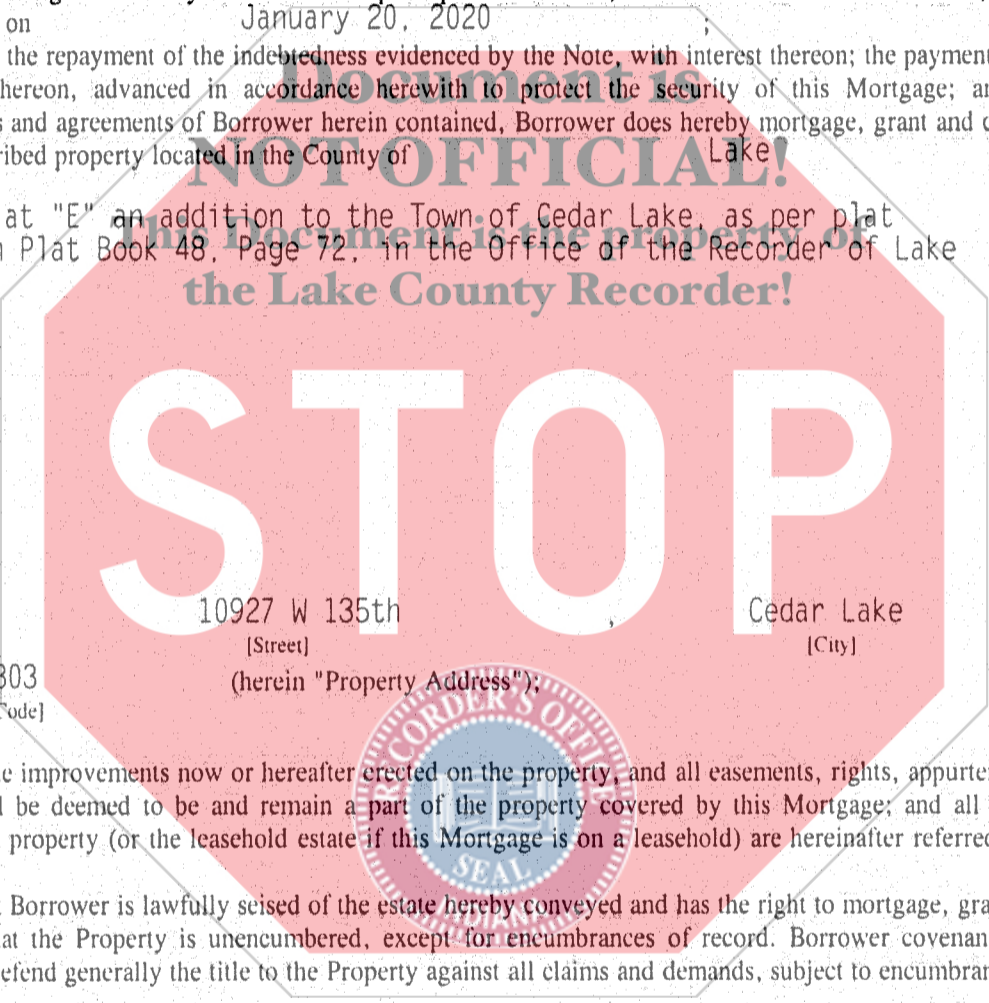 on January 20, 2020 ;
the repayment of the indebtedness evidenced by the Note, with interest thereon; the payment
hereon, advanced in accordance herewith to protect the security of this Mortgage; an
s and agreements of Borrower herein contained, Borrower does hereby mortgage, grant and c
ribed property located in the County of Lake
Document is
NOT OFFICIAL!
This Document is the property of
the Lake County Recorder!
at "E" an addition to the Town of Cedar Lake, as per plat
Plat Book 48, Page 72, in the Office of the Recorder of Lake
STOP
10927 W 135th , Cedar Lake
[Street] [City]
303 (herein "Property Address");
Code]
RECORDER'S OFFICE
SEAL
INDIANA
e improvements now or hereafter erected on the property, and all easements, rights, appurte
l be deemed to be and remain a part of the property covered by this Mortgage; and all
property (or the leasehold estate if this Mortgage is on a leasehold) are hereinafter referred
Borrower is lawfully seised of the estate hereby conveyed and has the right to mortgage, gra
at the Property is unencumbered, except for encumbrances of record. Borrower covenan
efend generally the title to the Property against all claims and demands, subject to encumbran